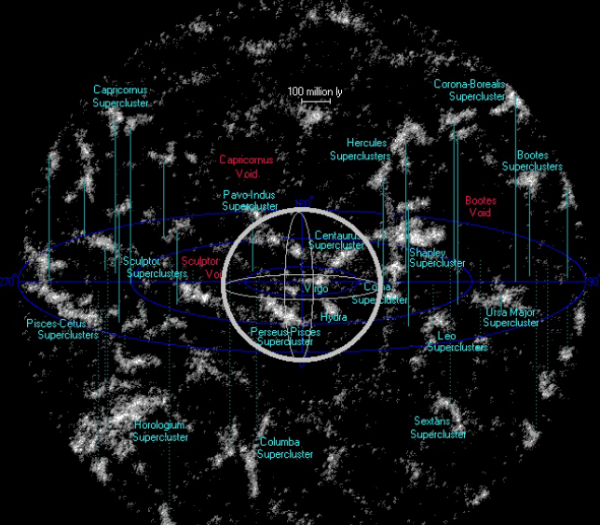 Capricornus
Supercluster
100 million ly
Corona-Borealis
Supercluster
Hercules
Superclusters
Bootes
Superclusters
Capricornus
Void
Pavo-Indus
Supercluster
Bootes
Void
Centaurus
Supercluster
Shapley
Supercluster
Sculptor
Superclusters
Sculptor
Virgo
Coma
Supercluster
Hydra
Perseus-Pisces
Supercluster
Pisces-Cetus
Superclusters
Ursa Major
Supercluster
Leo
Superclusters
Horologium
Supercluster
Columba
Supercluster
Sextans
Supercluster